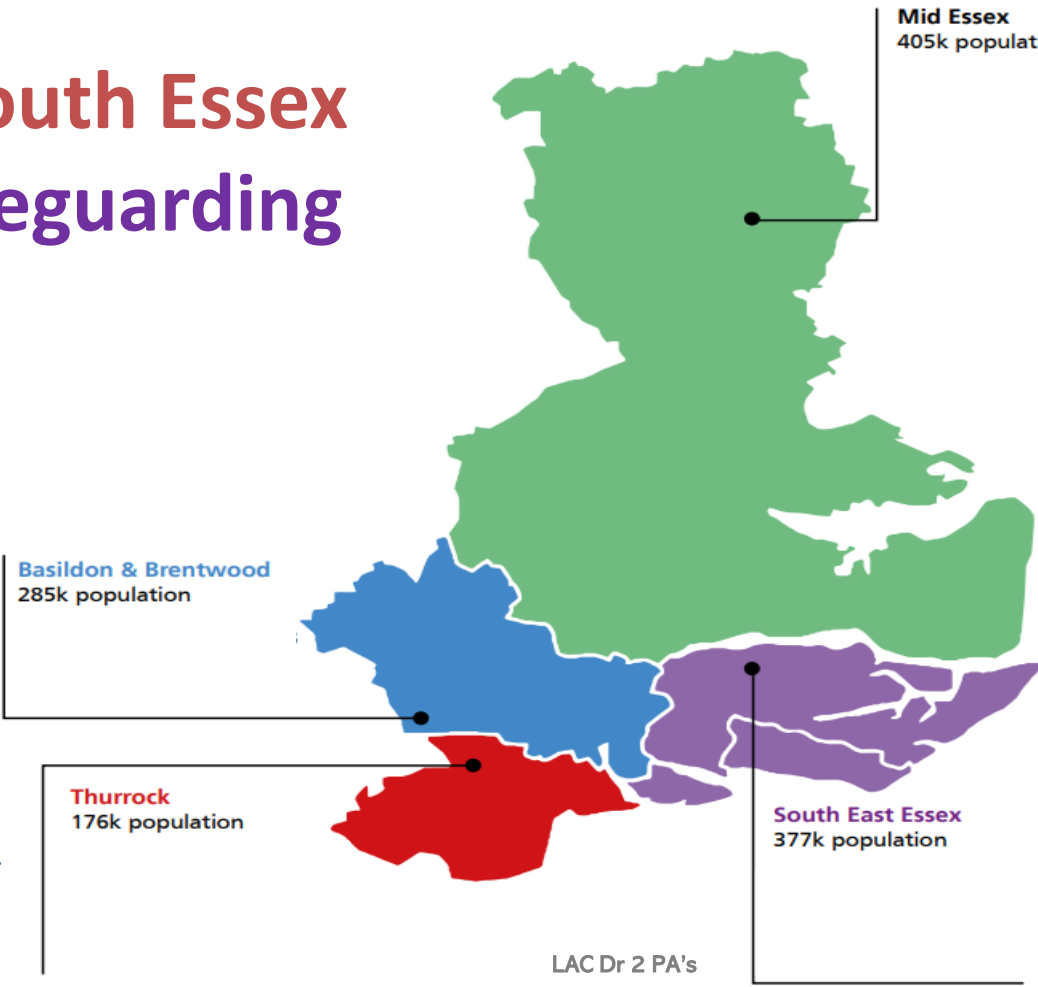 Mid Essex
405k populat
outh Essex
eguarding
Basildon & Brentwood
285k population
Thurrock
176k population
South East Essex
377k population
LAC Dr 2 PA's